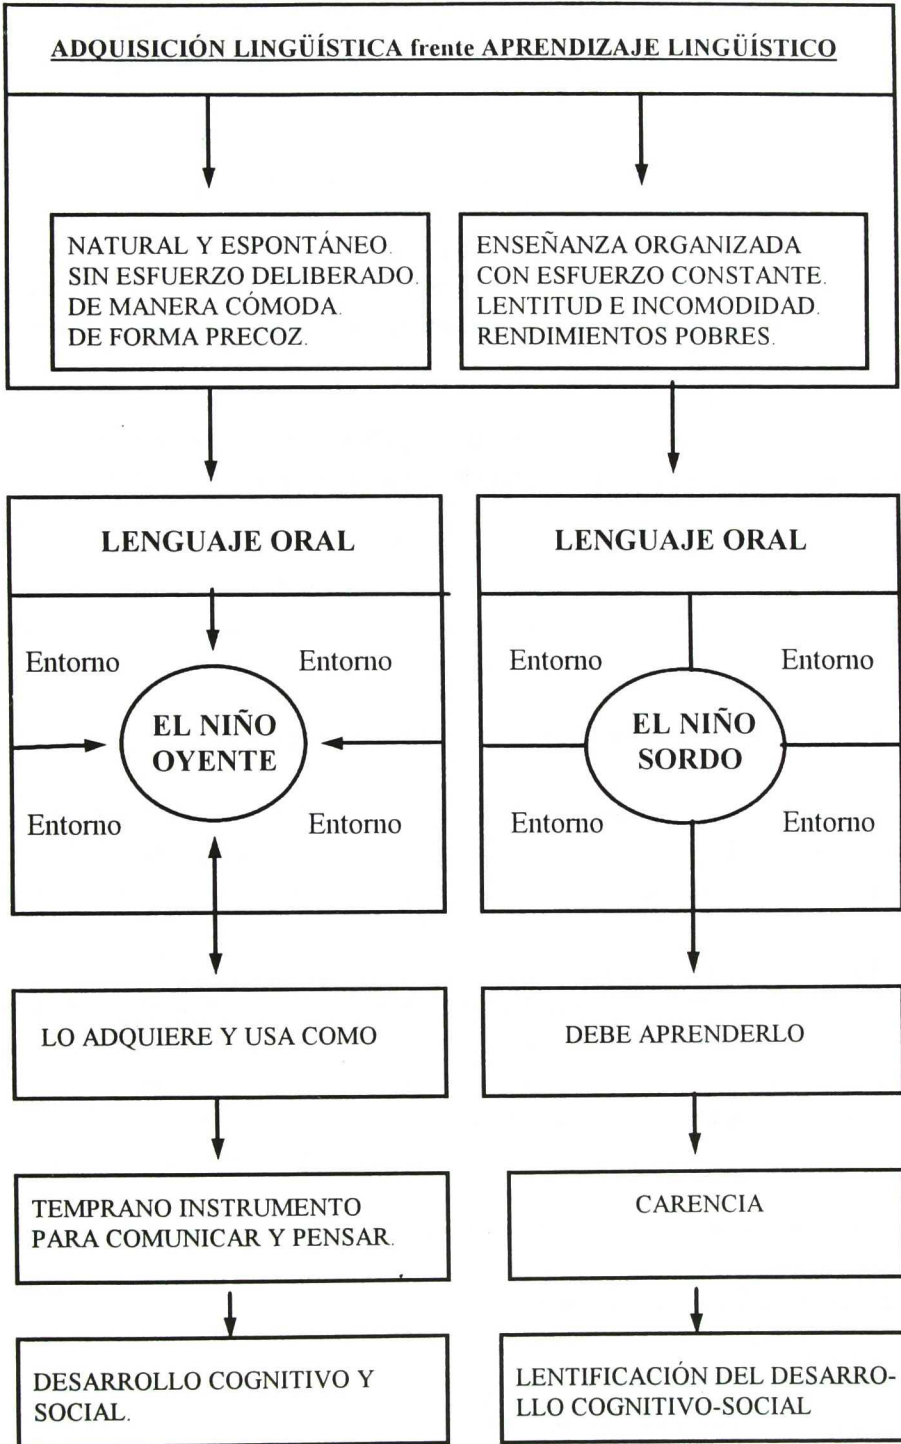 ADQUISICIÓN LINGÜÍSTICA frente APRENDIZAJE LINGÜÍSTICO
NATURAL Y ESPONTÁNEO.
SIN ESFUERZO DELIBERADO.
DE MANERA CÓMODA.
DE FORMA PRECOZ.
ENSEÑANZA ORGANIZADA
CON ESFUERZO CONSTANTE.
LENTITUD E INCOMODIDAD.
RENDIMIENTOS POBRES.
LENGUAJE ORAL
Entorno
Entorno
EL NIÑO
OYENTE
Entorno
Entorno
LENGUAJE ORAL
Entorno
Entorno
EL NIÑO
SORDO
Entorno
Entorno
LO ADQUIERE Y USA COMO
DEBE APRENDERLO
TEMPRANO INSTRUMENTO
PARA COMUNICAR Y PENSAR.
CARENCIA
DESARROLLO COGNITIVO Y
SOCIAL.
LENTIFICACIÓN DEL DESARRO-
LLO COGNITIVO-SOCIAL